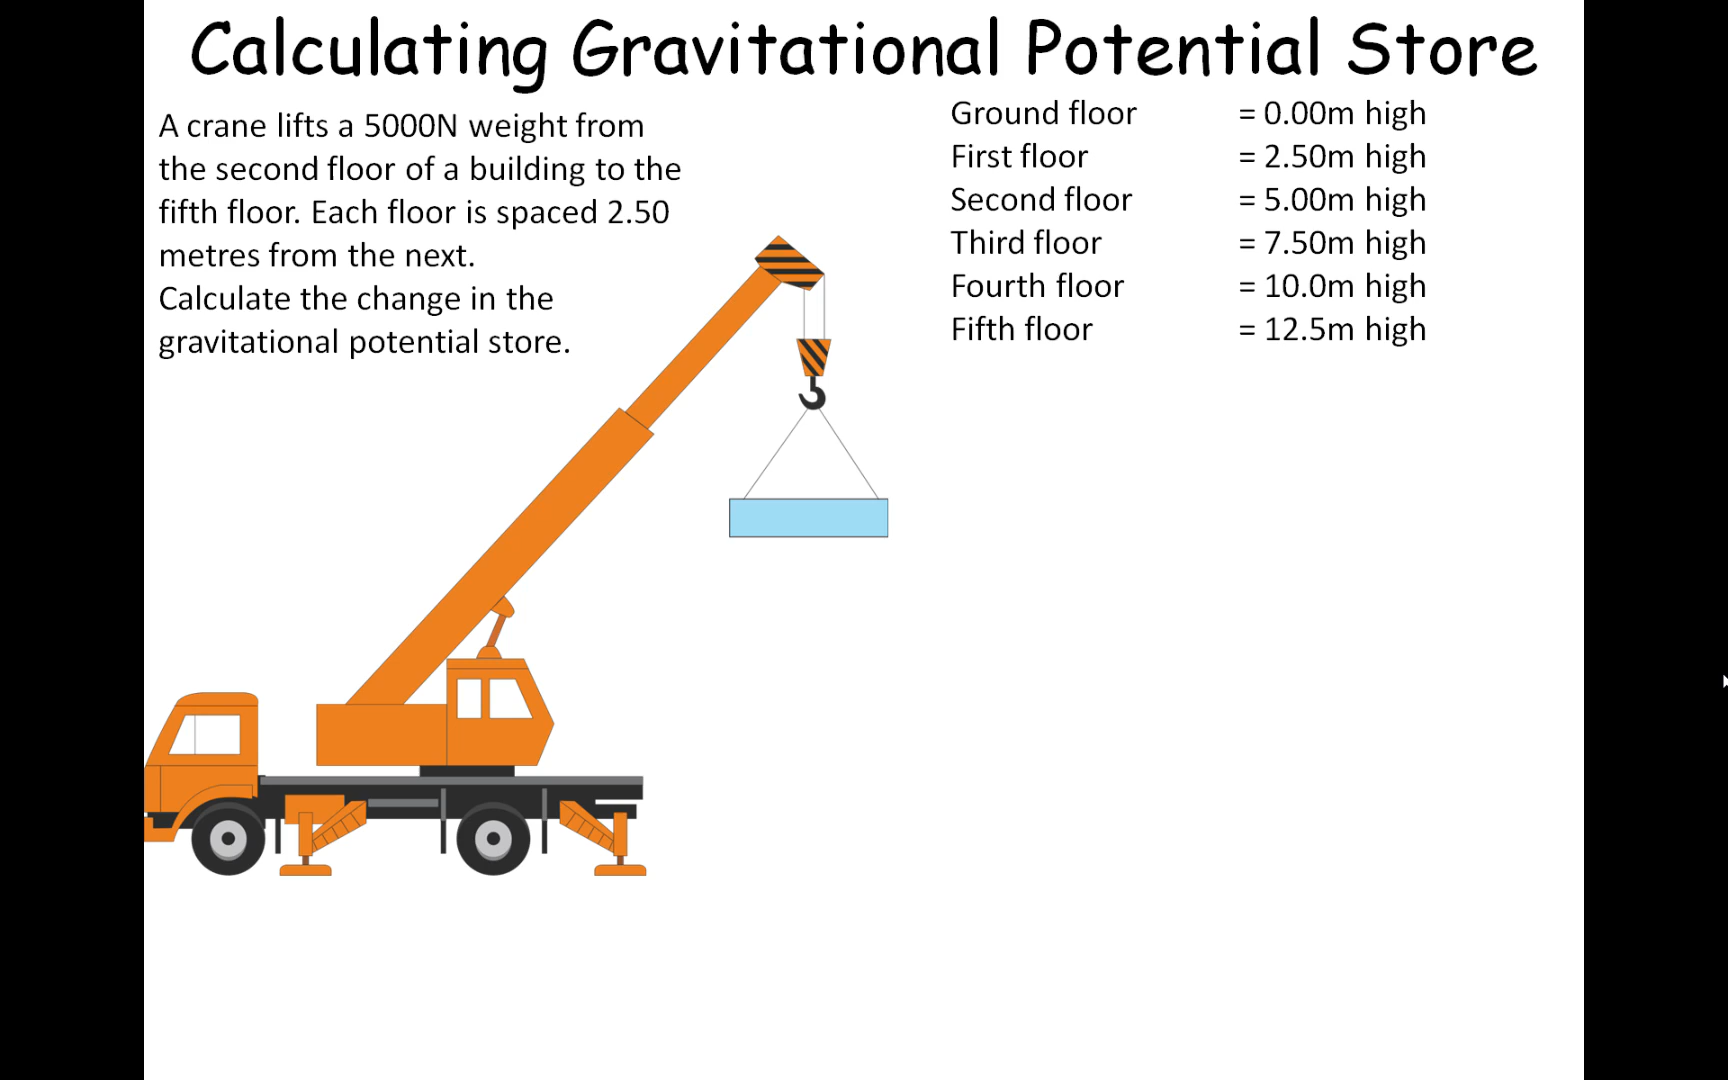 Calculating Gravitational Potential Store
A crane lifts a 5000N weight from
the second floor of a building to the
fifth floor. Each floor is spaced 2.50
metres from the next.
Calculate the change in the
gravitational potential store.
Ground floor = 0.00m high
First floor = 2.50m high
Second floor = 5.00m high
Third floor = 7.50m high
Fourth floor = 10.0m high
Fifth floor = 12.5m high